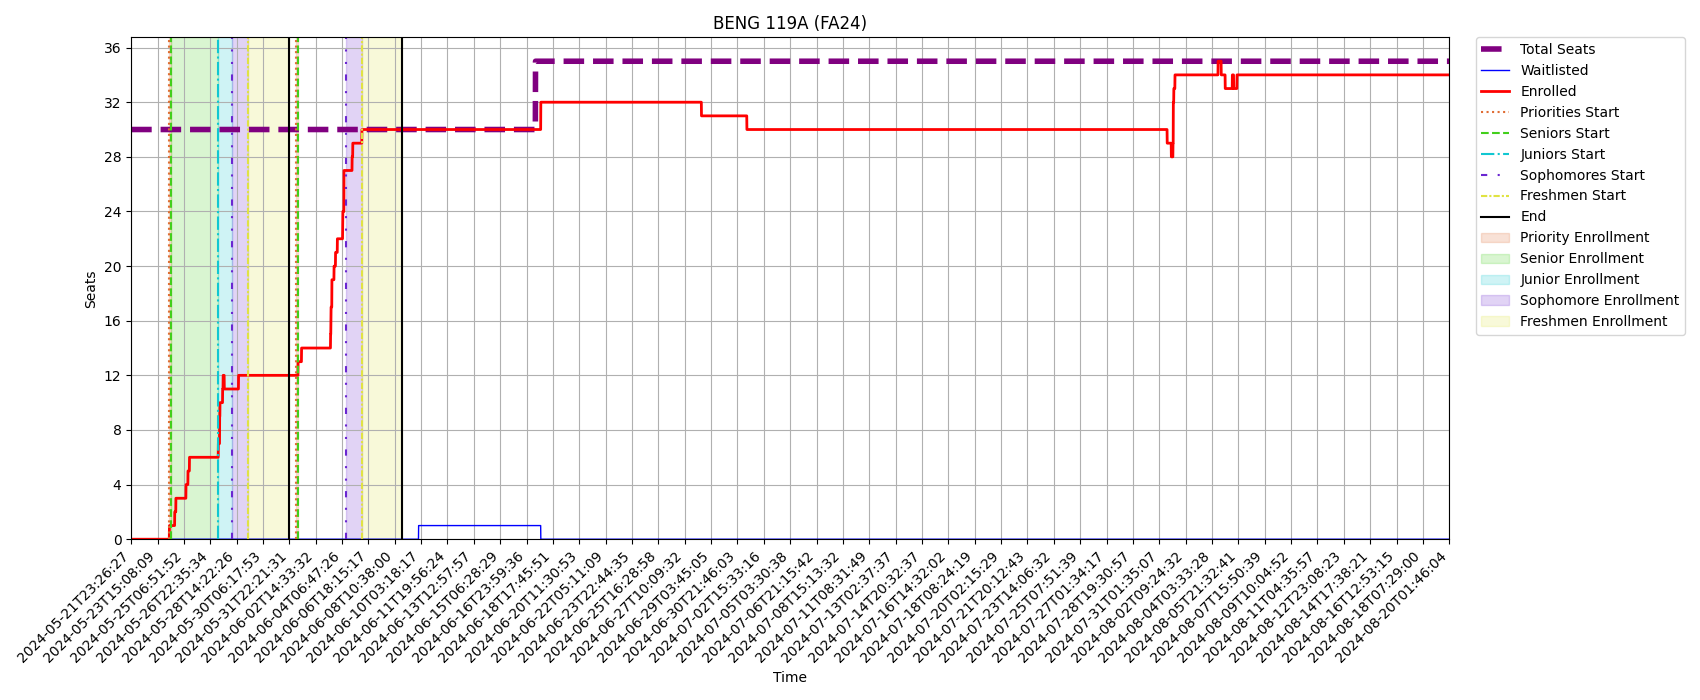 BENG 119A (FA24)
Seats
36
32
28
24
20
16
12
8
4
0
2024-05-21T23:26:27
2024-05-23T15:08:09
2024-05-25T06:51:52
2024-05-26T22:35:34
2024-05-28T14:22:26
2024-05-30T06:17:53
2024-05-31T22:21:31
2024-06-02T14:33:32
2024-06-04T06:47:26
2024-06-06T18:15:17
2024-06-08T10:38:00
2024-06-10T03:18:17
2024-06-11T19:56:24
2024-06-13T12:57:57
2024-06-15T06:28:29
2024-06-16T23:59:36
2024-06-18T17:45:51
2024-06-20T11:30:53
2024-06-22T05:11:09
2024-06-23T22:44:35
2024-06-25T16:28:58
2024-06-27T10:09:32
2024-06-29T03:45:05
2024-06-30T21:46:03
2024-07-02T15:33:16
2024-07-05T03:30:38
2024-07-06T21:15:42
2024-07-08T15:13:32
2024-07-11T08:31:49
2024-07-13T02:37:37
2024-07-14T20:32:37
2024-07-16T14:32:02
2024-07-18T08:24:19
2024-07-20T02:15:29
2024-07-21T20:12:43
2024-07-23T14:06:32
2024-07-25T07:51:39
2024-07-27T01:34:17
2024-07-28T19:30:57
2024-07-31T01:35:07
2024-08-02T09:24:32
2024-08-04T03:33:28
2024-08-05T21:32:41
2024-08-07T15:50:39
2024-08-09T10:04:52
2024-08-11T04:35:57
2024-08-12T23:08:23
2024-08-14T17:38:21
2024-08-16T12:53:15
2024-08-18T07:29:00
2024-08-20T01:46:04
Time
Total Seats
Waitlisted
Enrolled
Priorities Start
Seniors Start
Juniors Start
Sophomores Start
Freshmen Start
End
Priority Enrollment
Senior Enrollment
Junior Enrollment
Sophomore Enrollment
Freshmen Enrollment